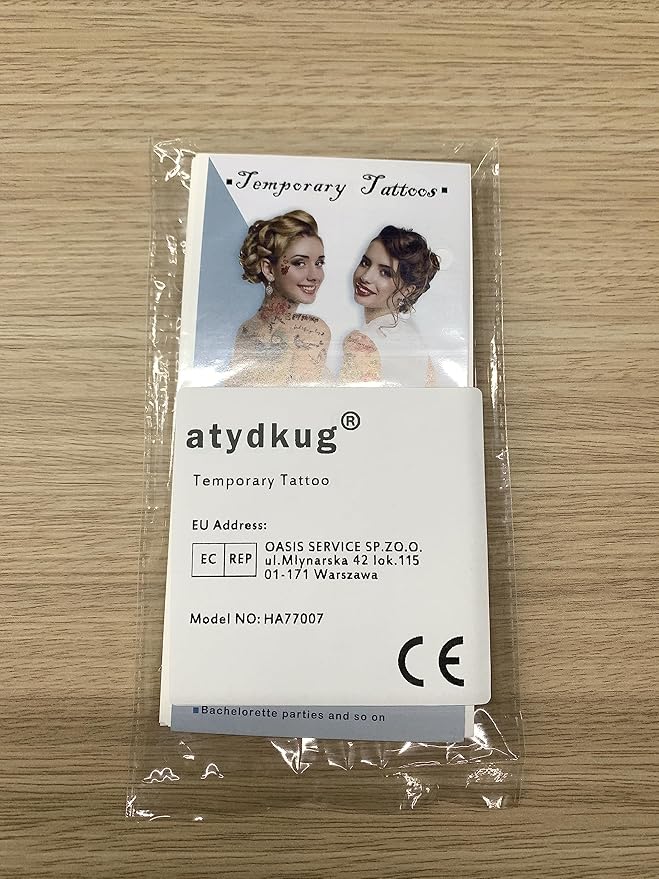 ▪Temporary Tattoos▪
atydkug®
Temporary Tattoo
EU Address:
EC REP
OASIS SERVICE SP.ZO.O.
ul.Młynarska 42 lok.115
01-171 Warszawa
Model NO: HA77007
CE
▪Bachelorette parties and so on